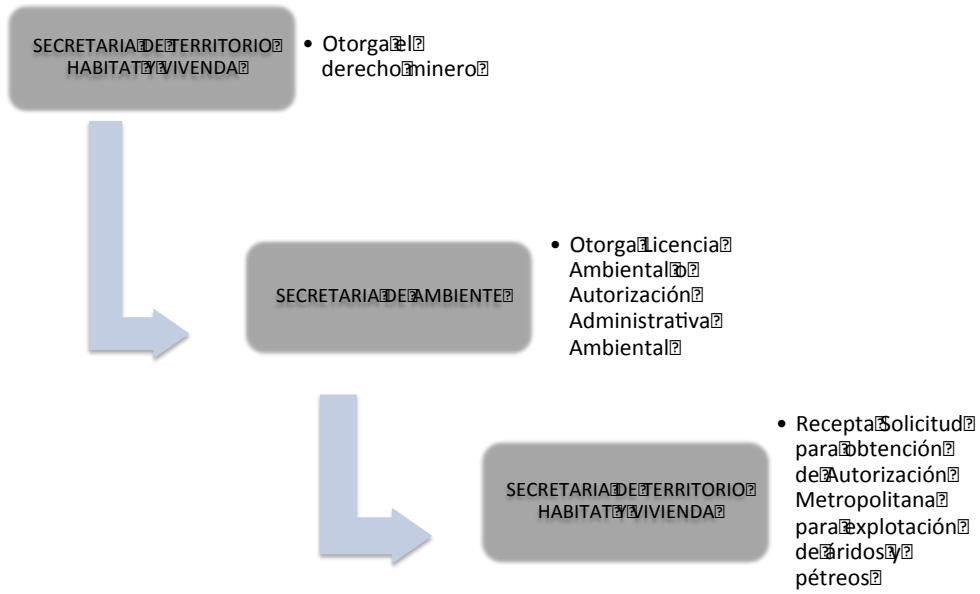 SECRETARIA DE TERRITORIO
HABITAT Y VIVENDA
• Otorga el
derecho minero
SECRETARIA DE AMBIENTE
• Otorga Licencia
Ambiental o
Autorización
Administrativa
Ambiental
SECRETARIA DE TERRITORIO
HABITAT Y VIVIENDA
• Recepta Solicitud
para obtención
de Autorización
Metropolitana
para explotación
de áridos y
pétreos